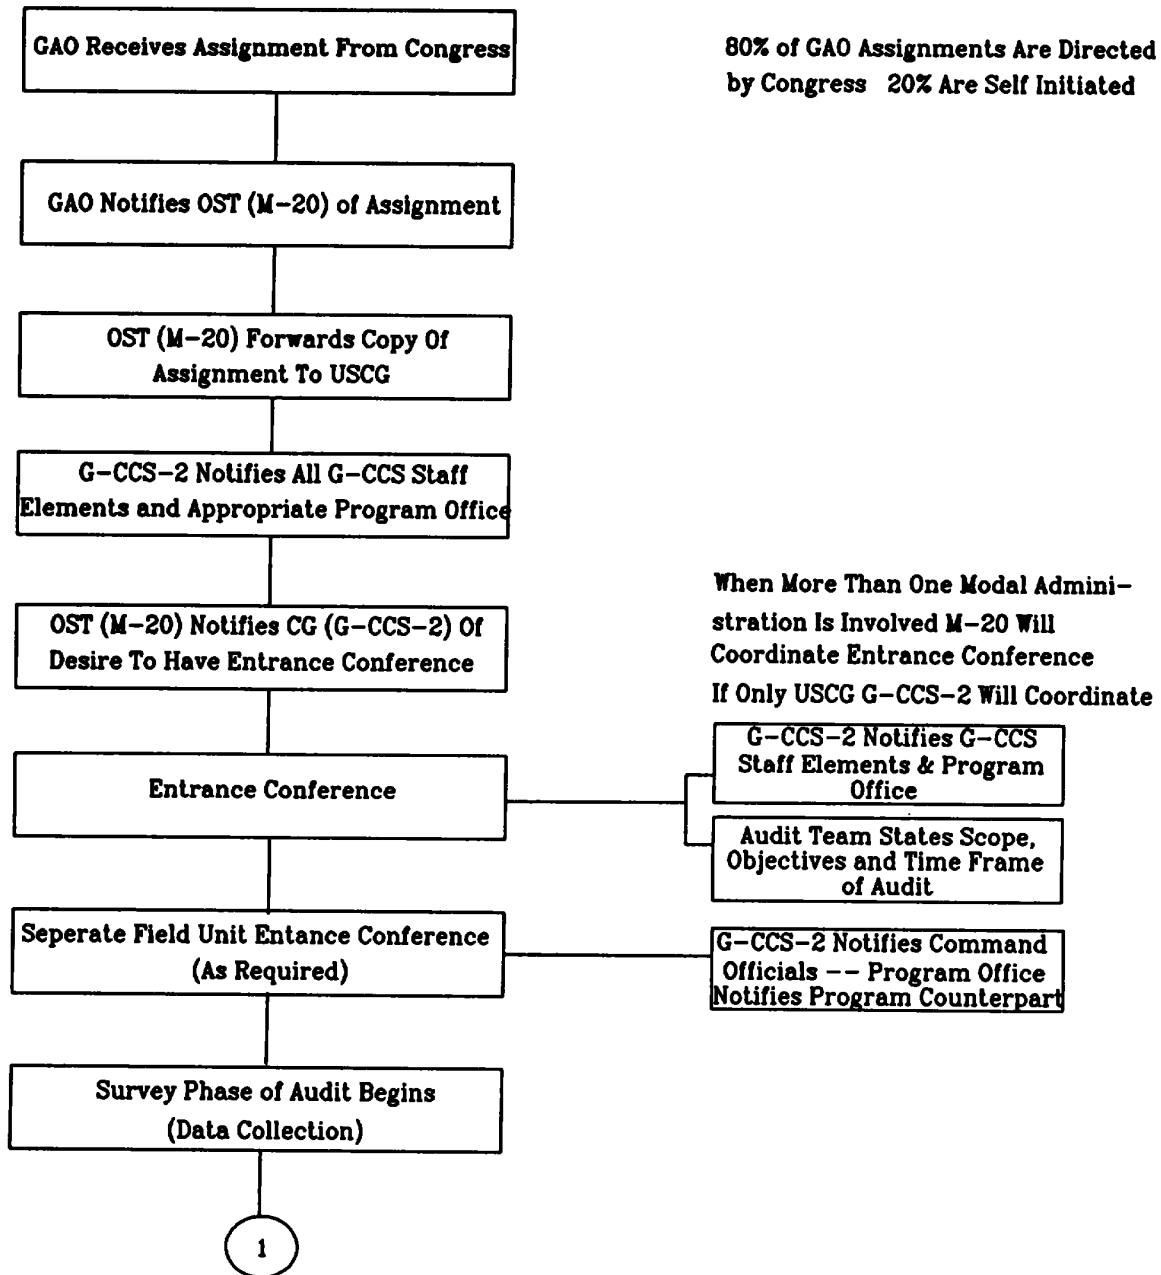 GAO Receives Assignment From Congress
80% of GAO Assignments Are Directed
by Congress 20% Are Self Initiated
GAO Notifies OST (M-20) of Assignment
OST (M-20) Forwards Copy Of
Assignment To USCG
G-CCS-2 Notifies All G-CCS Staff
Elements and Appropriate Program Office
OST (M-20) Notifies CG (G-CCS-2) Of
Desire To Have Entrance Conference
When More Than One Modal Admini-
stration Is Involved M-20 Will
Coordinate Entrance Conference
If Only USCG G-CCS-2 Will Coordinate
Entrance Conference
G-CCS-2 Notifies G-CCS
Staff Elements & Program
Office
Audit Team States Scope,
Objectives and Time Frame
of Audit
Seperate Field Unit Entance Conference
(As Required)
G-CCS-2 Notifies Command
Officials -- Program Office
Notifies Program Counterpart
Survey Phase of Audit Begins
(Data Collection)
1